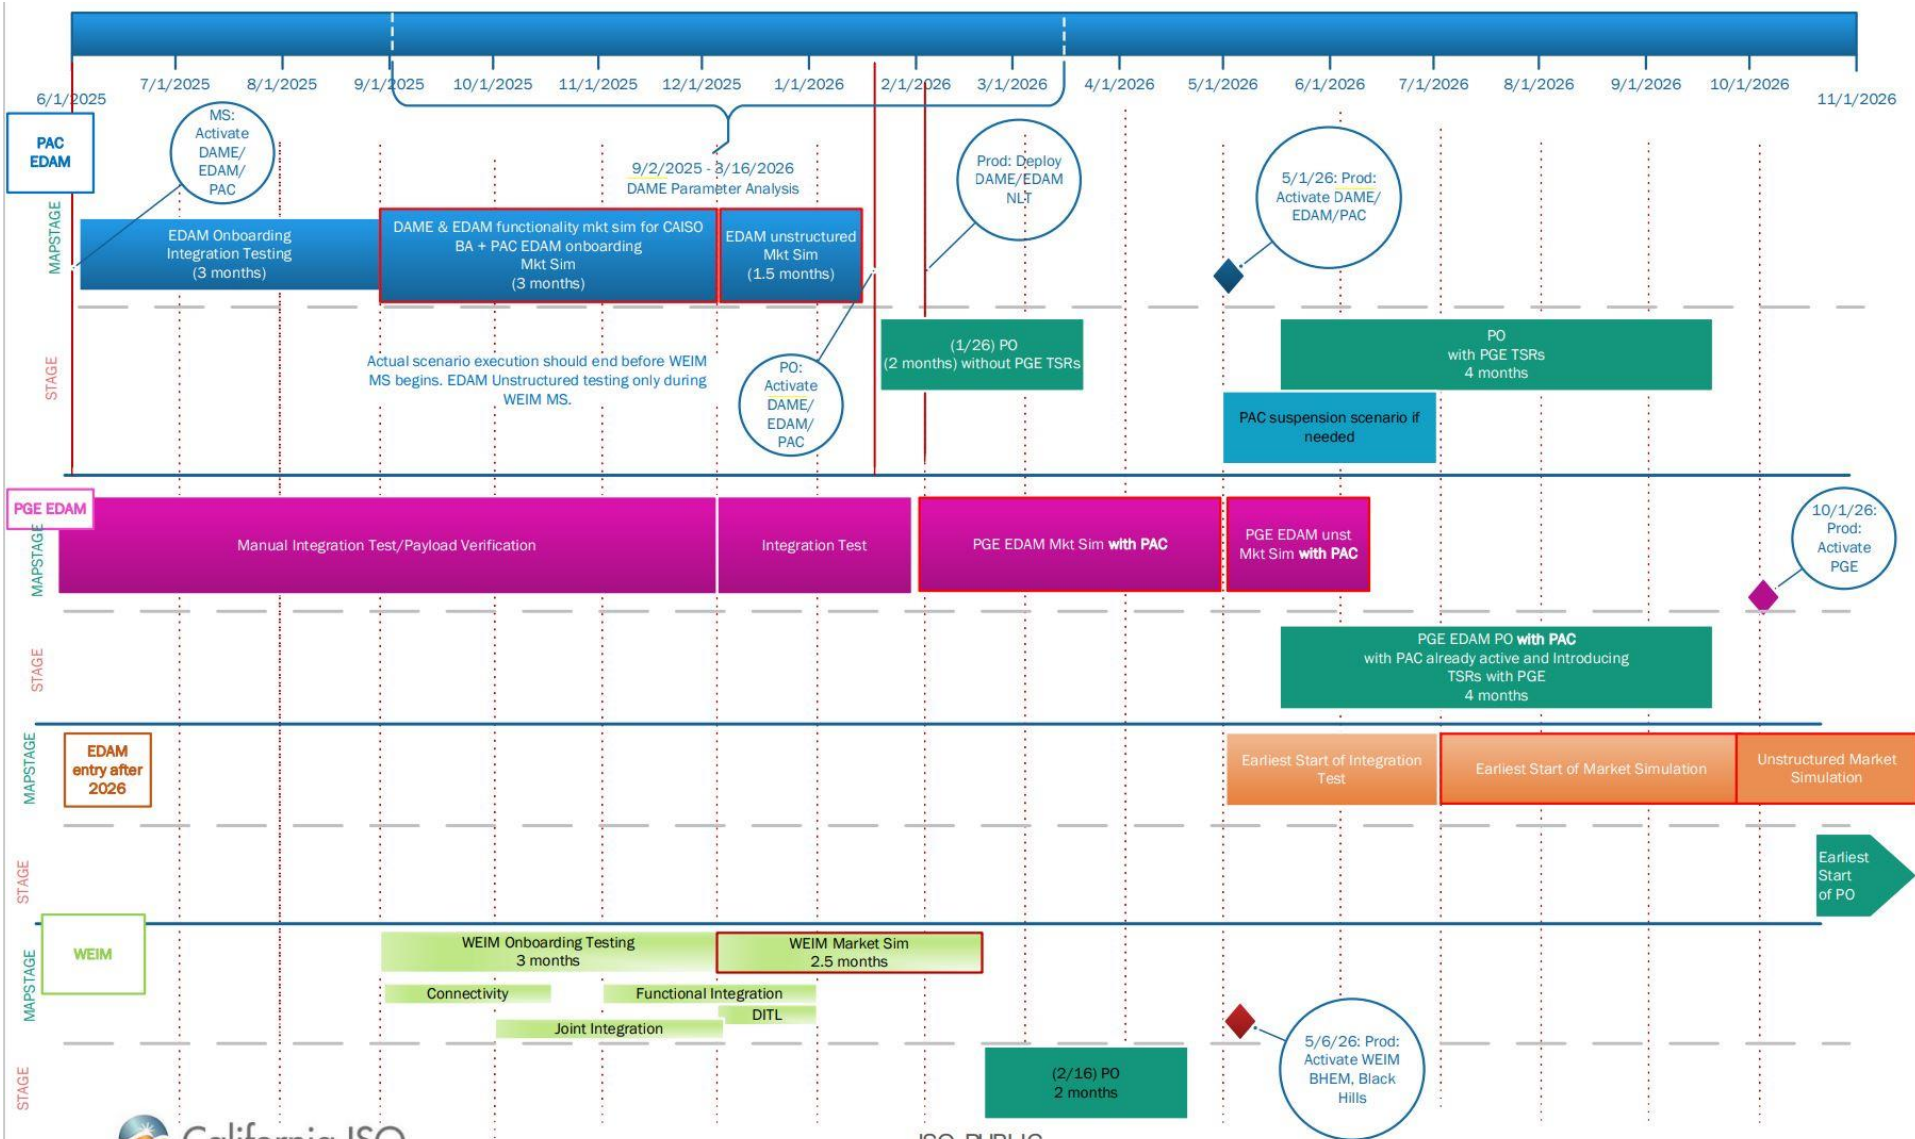 6/1/2025
7/1/2025
8/1/2025
9/1/2025
10/1/2025
11/1/2025
12/1/2025
1/1/2026
2/1/2026
3/1/2026
4/1/2026
5/1/2026
6/1/2026
7/1/2026
8/1/2026
9/1/2026
10/1/2026
11/1/2026
PAC
EDAM
MAPSTAGE
STAGE
MS:
Activate
DAME/
EDAM/
PAC
9/2/2025 - 3/16/2026
DAME Parameter Analysis
Prod: Deploy
DAME/EDAM
NLT
5/1/26: Prod:
Activate DAME/
EDAM/PAC
EDAM Onboarding
Integration Testing
(3 months)
DAME & EDAM functionality mkt sim for CAISO
BA + PAC EDAM onboarding
Mkt Sim
(3 months)
EDAM unstructured
Mkt Sim
(1.5 months)
Actual scenario execution should end before WEIM
MS begins. EDAM Unstructured testing only during
WEIM MS.
PO:
Activate
DAME/
EDAM/
PAC
(1/26) PO
(2 months) without PGE TSRs
PO
with PGE TSRs
4 months
PAC suspension scenario if
needed
PGE EDAM
MAPSTAGE
STAGE
Manual Integration Test/Payload Verification
Integration Test
PGE EDAM Mkt Sim with PAC
PGE EDAM unst
Mkt Sim with PAC
10/1/26:
Prod:
Activate
PGE
PGE EDAM PO with PAC
with PAC already active and Introducing
TSRs with PGE
4 months
EDAM
entry after
2026
MAPSTAGE
STAGE
Earliest Start of Integration
Test
Earliest Start of Market Simulation
Unstructured Market
Simulation
Earliest
Start
of PO
WEIM
MAPSTAGE
STAGE
WEIM Onboarding Testing
3 months
WEIM Market Sim
2.5 months
Connectivity
Functional Integration
DITL
Joint Integration
5/6/26: Prod:
Activate WEIM
BHEM, Black
Hills
(2/16) PO
2 months
California ISO
ISO PUBLIC